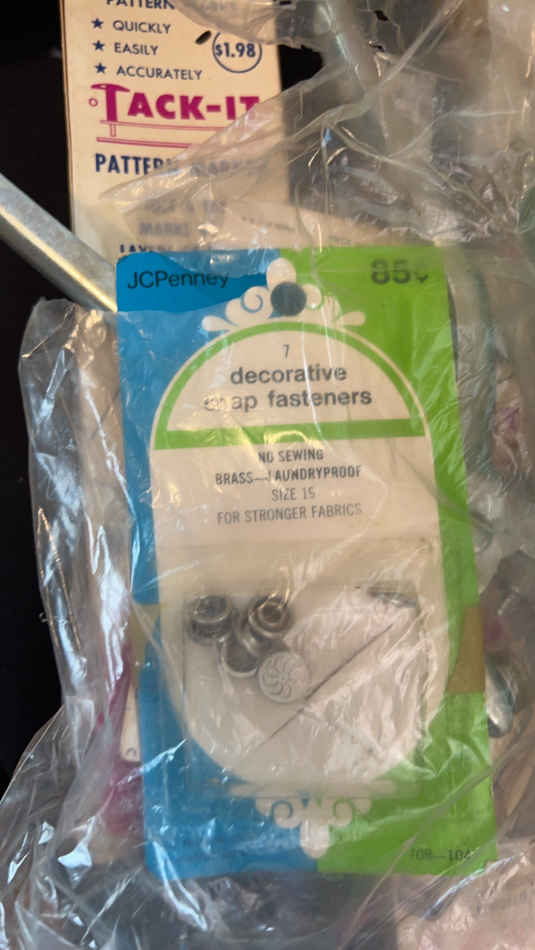 PATTERN
★ QUICKLY
★ EASILY
★ ACCURATELY
$1.98
TACK-IT
PATTERN
JCPenney
85¢
7
decorative
snap fasteners
NO SEWING
BRASS—LAUNDRYPROOF
SIZE 15
FOR STRONGER FABRICS